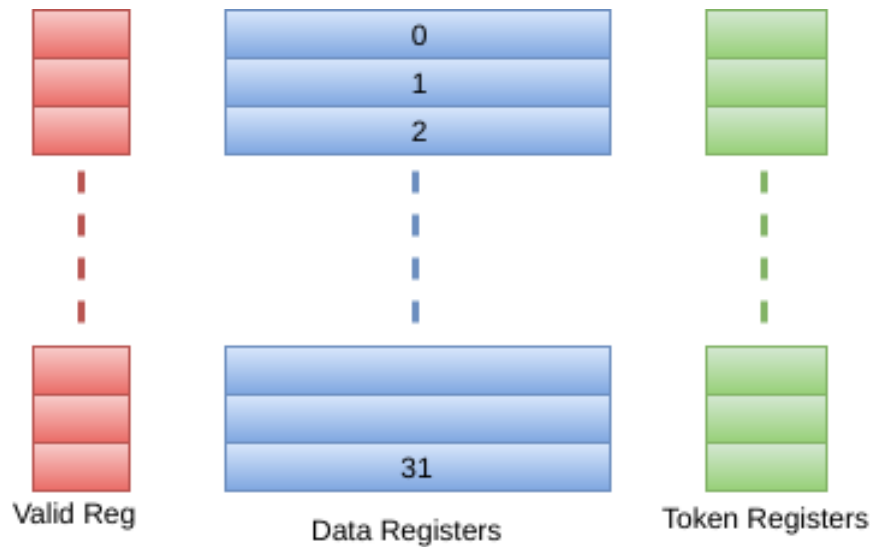 0
1
2
31
Valid Reg
Data Registers
Token Registers